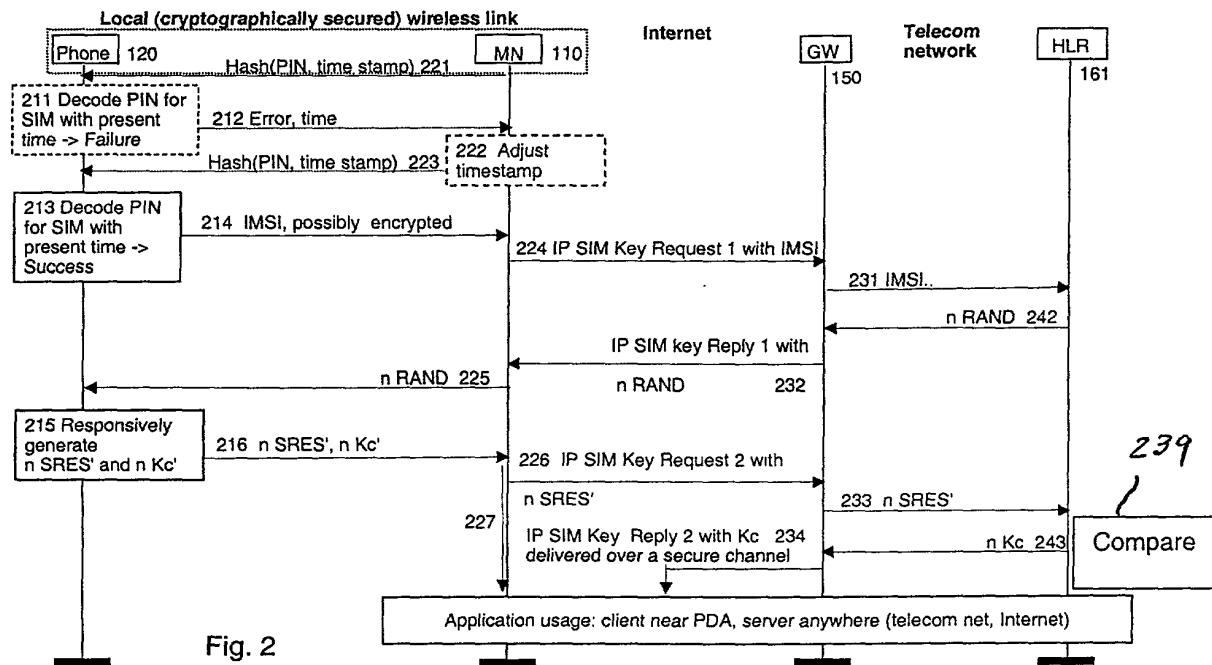 Local (cryptographically secured) wireless link
Internet
Telecom
network
Phone 120
MN 110
GW
150
HLR
161
Hash(PIN, time stamp) 221
211 Decode PIN for
SIM with present
time -> Failure
212 Error, time
222 Adjust
timestamp
Hash(PIN, time stamp) 223
213 Decode PIN
for SIM with
present time ->
Success
214 IMSI, possibly encrypted
224 IP SIM Key Request 1 with IMSI
231 IMSI..
n RAND 242
IP SIM key Reply 1 with
n RAND 232
n RAND 225
215 Responsively
generate
n SRES' and n Kc'
216 n SRES', n Kc'
226 IP SIM Key Request 2 with
n SRES'
233 n SRES'
239
227
IP SIM Key Reply 2 with Kc 234
delivered over a secure channel
n Kc 243
Compare
Application usage: client near PDA, server anywhere (telecom net, Internet)
Fig. 2